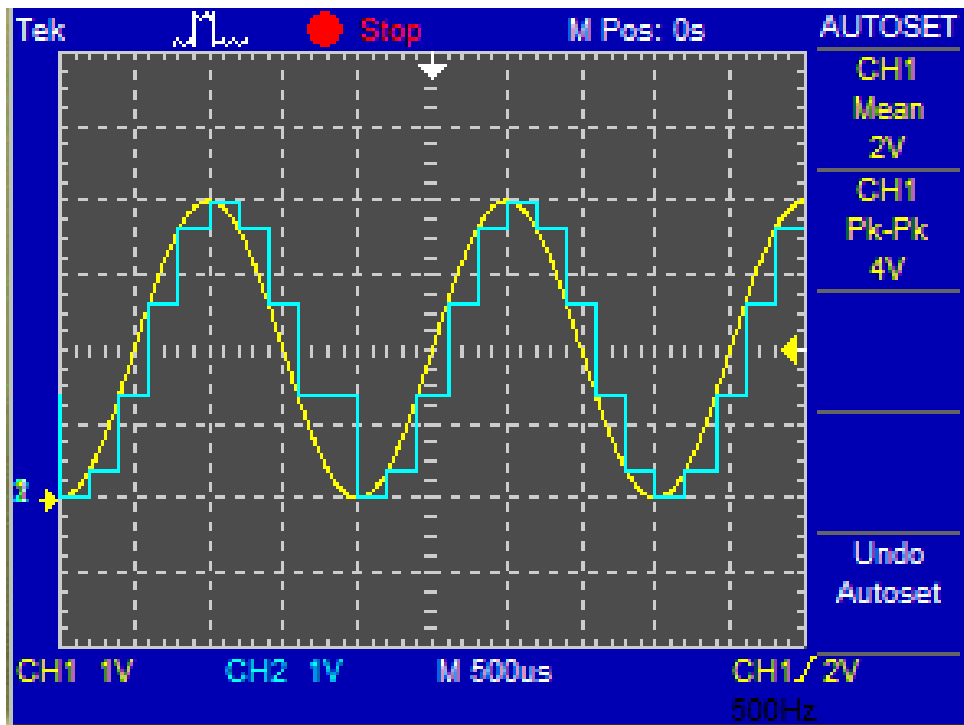 Tek Stop M Pos: 0s AUTOSET
CH1
Mean
2V
CH1
Pk-Pk
4V
2
Undo
Autoset
CH1 1V CH2 1V M 500us CH1 2V
500Hz